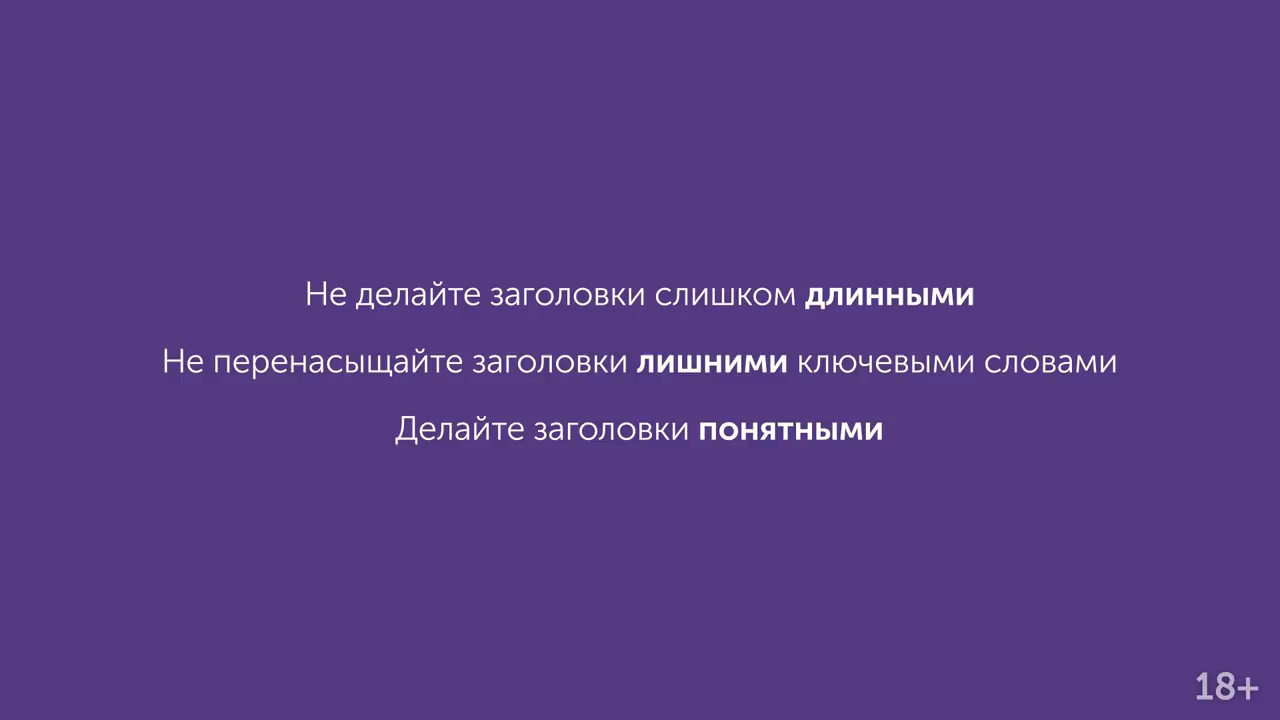 Не делайте заголовки слишком длинными
Не перенасыщайте заголовки лишними ключевыми словами
Делайте заголовки понятными
18+